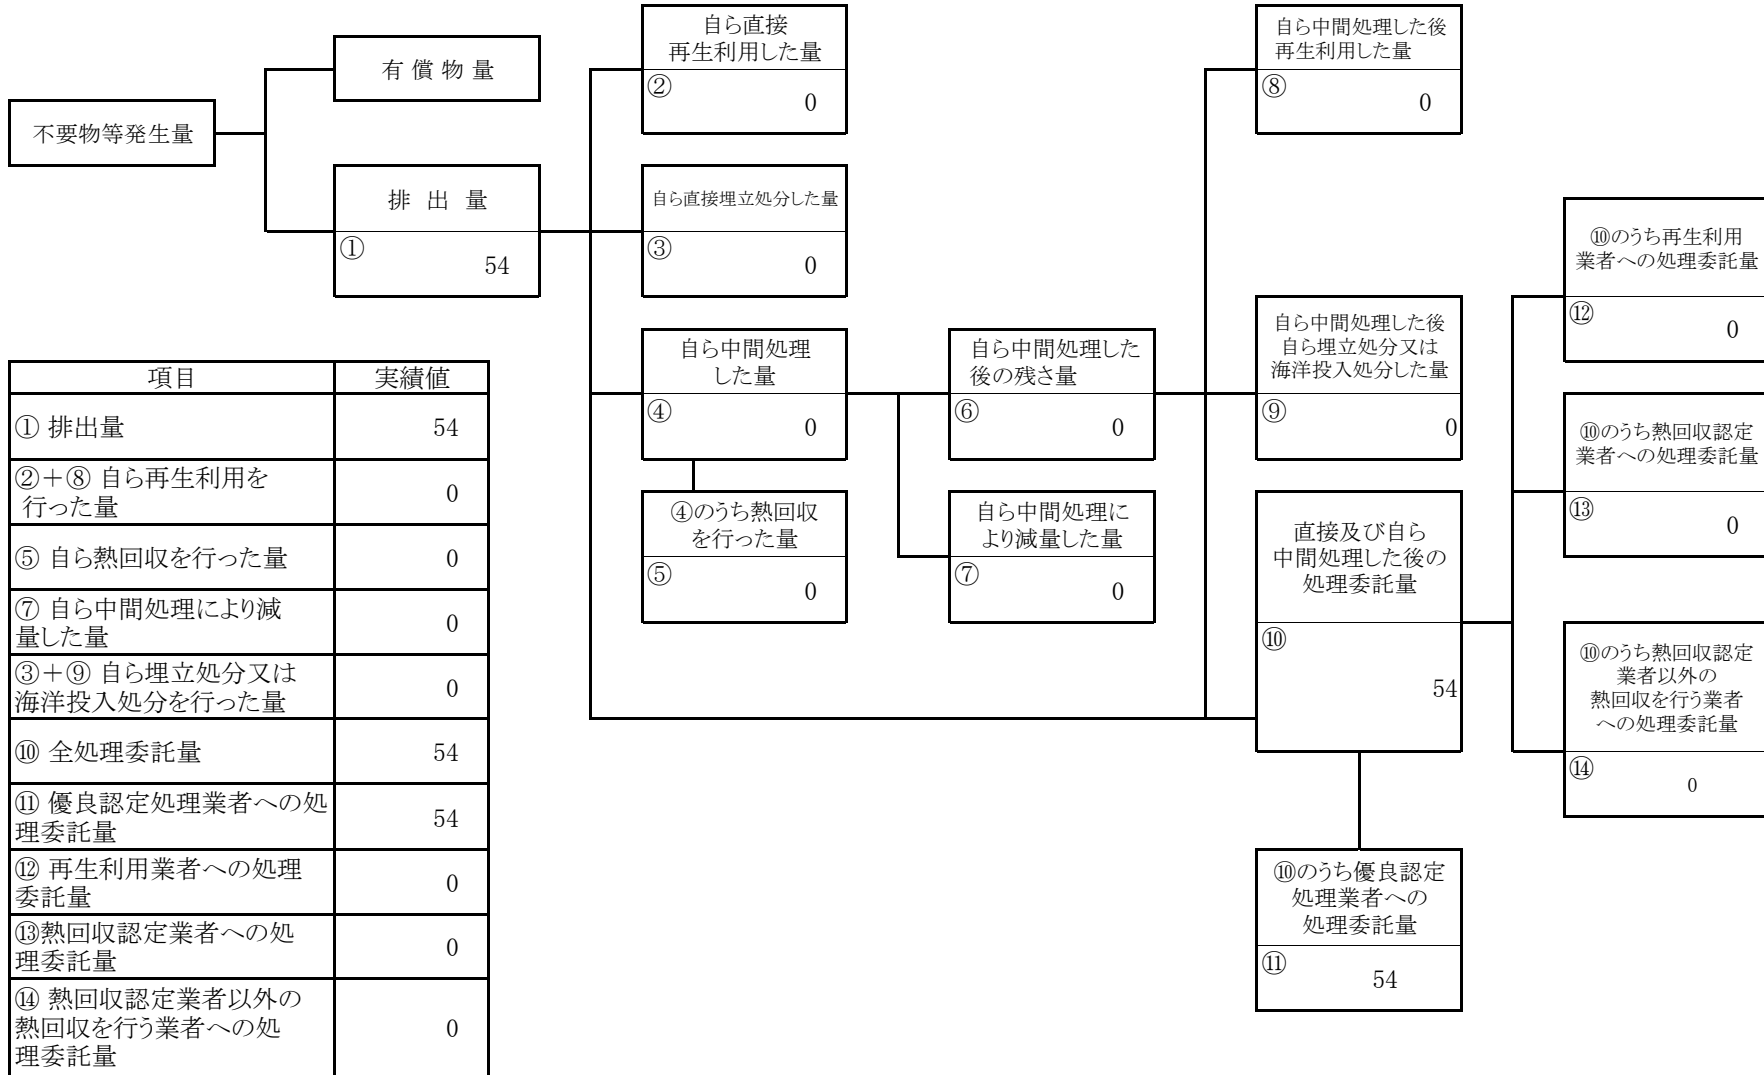 不要物等発生量
有 償 物 量
排 出 量
①
54
自ら直接
再生利用した量
②
0
自ら直接埋立処分した量
③
0
自ら中間処理
した量
④
0
④のうち熱回収
を行った量
⑤
0
自ら中間処理した
後の残さ量
⑥
0
自ら中間処理に
より減量した量
⑦
0
自ら中間処理した後
再生利用した量
⑧
0
自ら中間処理した後
自ら埋立処分又は
海洋投入処分した量
⑨
0
直接及び自ら
中間処理した後の
処理委託量
⑩
54
⑩のうち優良認定
処理業者への
処理委託量
⑪
54
⑩のうち再生利用
業者への処理委託量
⑫
0
⑩のうち熱回収認定
業者への処理委託量
⑬
0
⑩のうち熱回収認定
業者以外の
熱回収を行う業者
への処理委託量
⑭
0
項目 実績値
① 排出量 54
②＋⑧ 自ら再生利用を
行った量 0
⑤ 自ら熱回収を行った量 0
⑦ 自ら中間処理により減
量した量 0
③＋⑨ 自ら埋立処分又は
海洋投入処分を行った量 0
⑩ 全処理委託量 54
⑪ 優良認定処理業者への処
理委託量 54
⑫ 再生利用業者への処理
委託量 0
⑬熱回収認定業者への処
理委託量 0
⑭ 熱回収認定業者以外の
熱回収を行う業者への処
理委託量 0